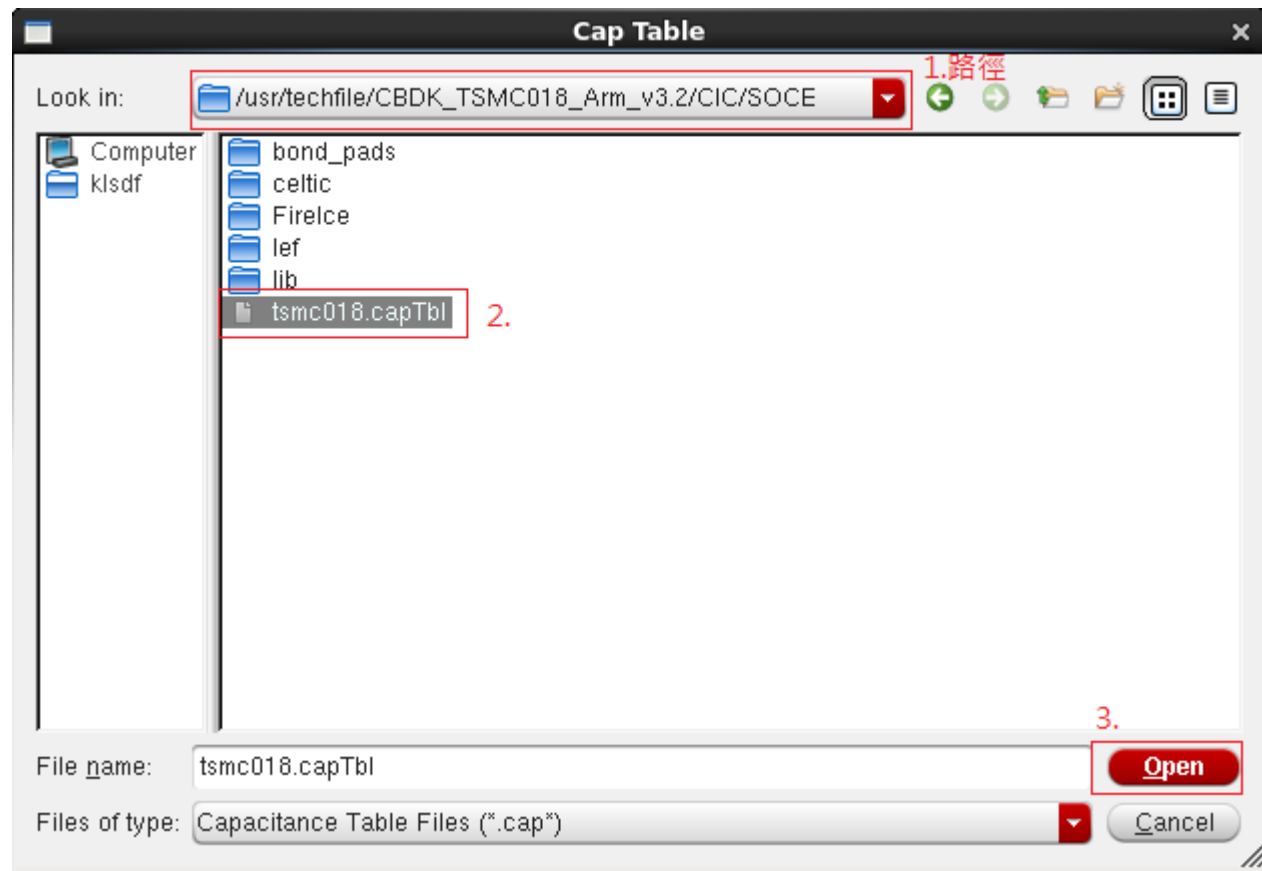 Cap Table
1.路徑
Look in: /usr/techfile/CBDK_TSMC018_Arm_v3.2/CIC/SOCE
Computer
klsdf
bond_pads
celtic
FireIce
lef
lib
tsmc018.capTbl
2.
3.
File name: tsmc018.capTbl
Open
Files of type: Capacitance Table Files (*.cap*)
Cancel